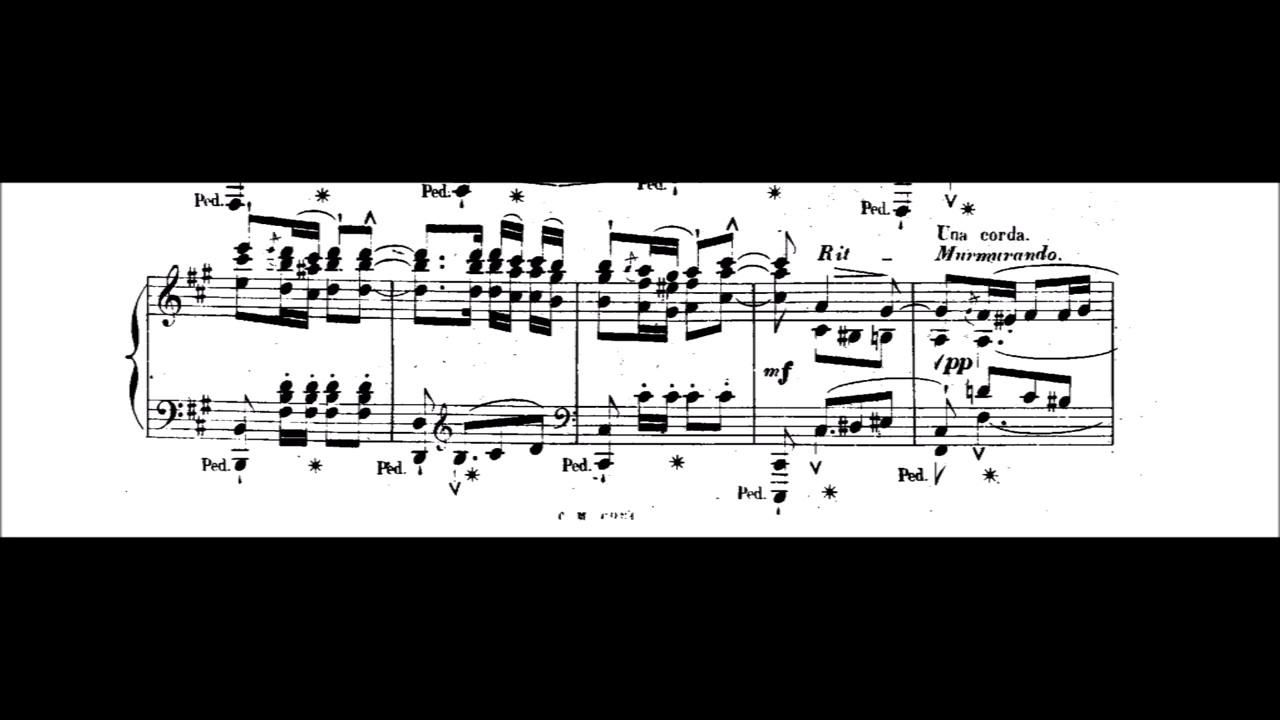 Ped. Ped. Ped. Ped.
Una corda.
Rit Murmurando.
mf pp
Ped. Ped. Ped. Ped. Ped.